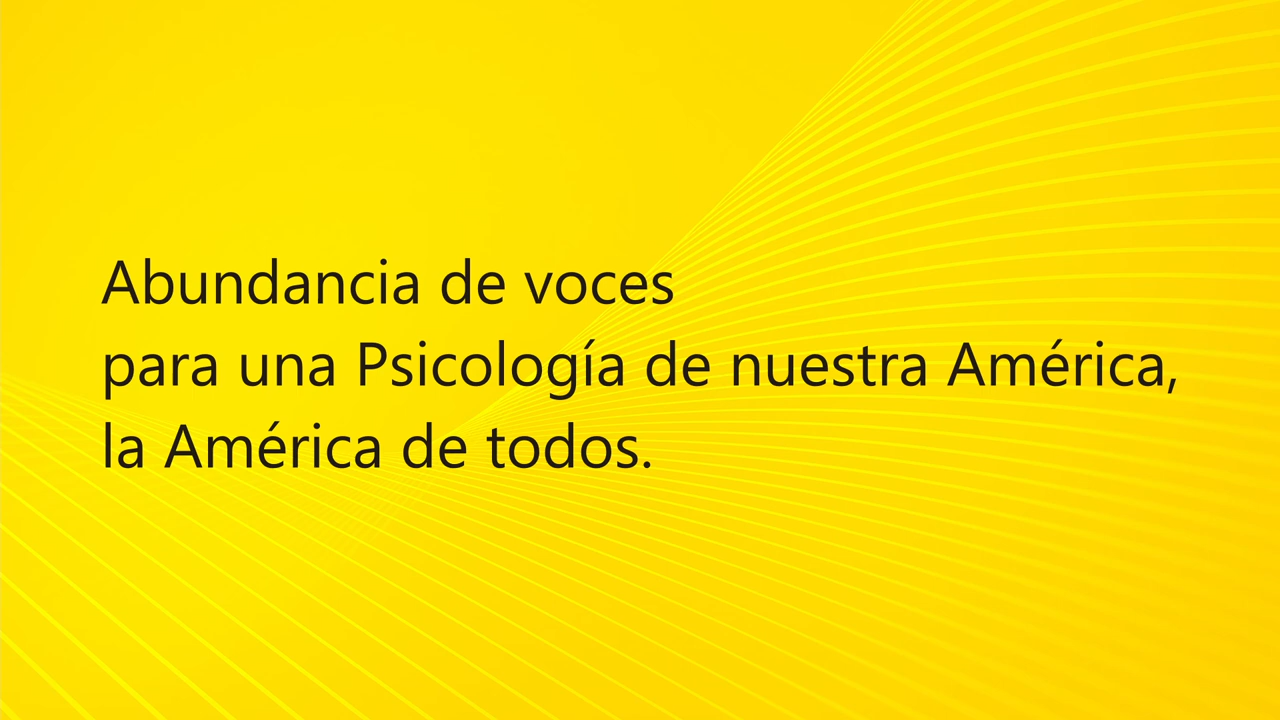 Abundancia de voces
para una Psicología de nuestra América,
la América de todos.